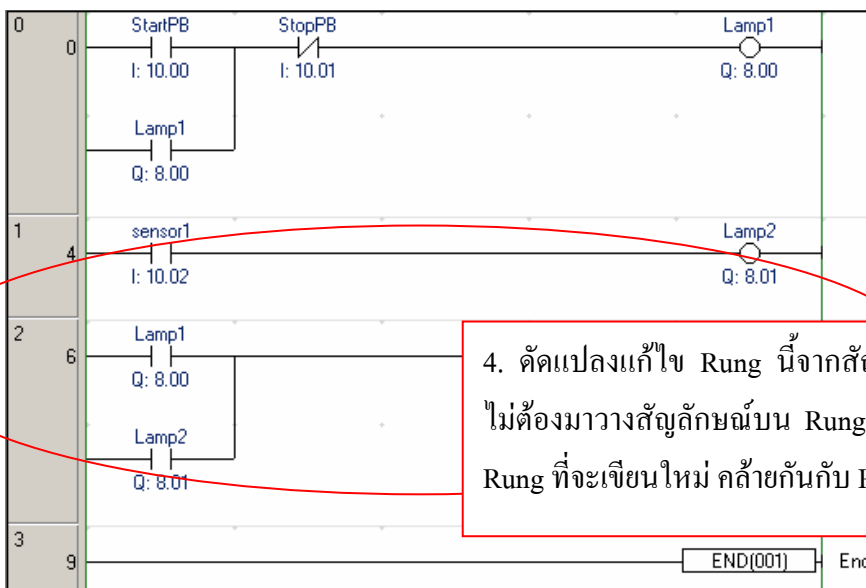 0
0
StartPB
StopPB
Lamp1
I: 10.00
I: 10.01
Q: 8.00
Lamp1
Q: 8.00
1
4
sensor1
Lamp2
I: 10.02
Q: 8.01
2
6
Lamp1
Q: 8.00
Lamp2
Q: 8.01
4. ดัดแปลงแก้ไข Rung นี้จาก
ไม่ต้องมาวางสัญลักษณ์บน Rung
Rung ที่จะเขียนใหม่ คล้ายกันกับ
3
9
END(001)